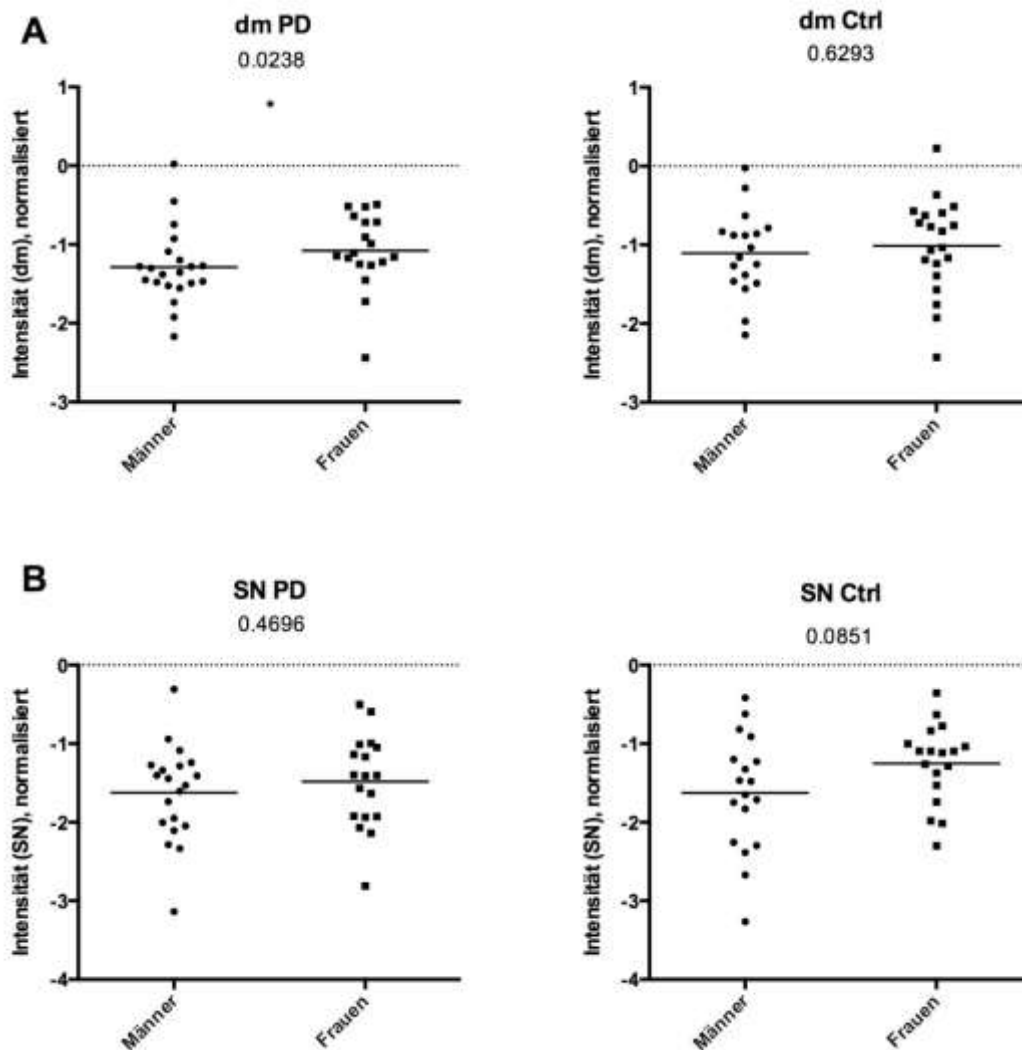 A
dm PD
0.0238
*
Intensität (dm), normalisiert
1
0
-1
-2
-3
Männer
Frauen
dm Ctrl
0.6293
Intensität (dm), normalisiert
1
0
-1
-2
-3
Männer
Frauen
B
SN PD
0.4696
Intensität (SN), normalisiert
0
-1
-2
-3
-4
Männer
Frauen
SN Ctrl
0.0851
Intensität (SN), normlaisiert
0
-1
-2
-3
-4
Männer
Frauen